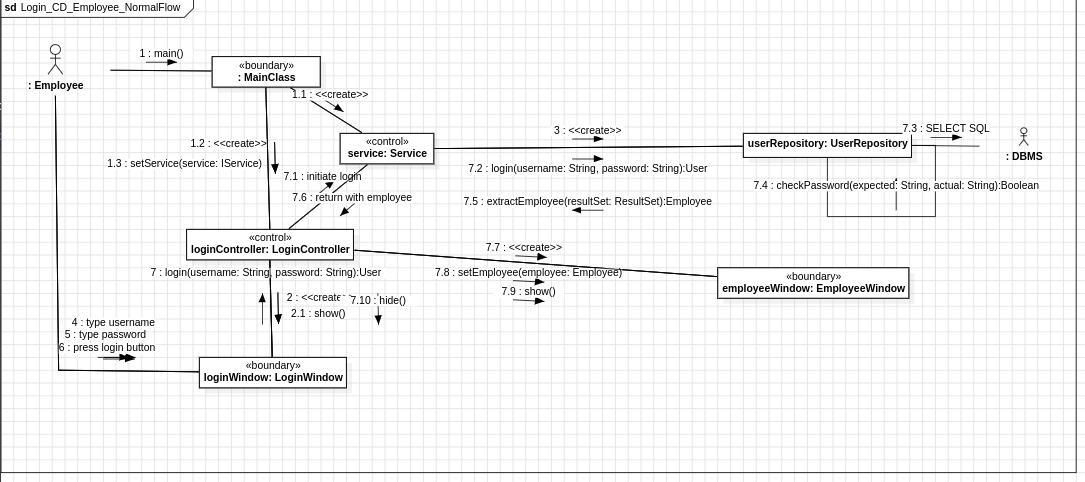 sd Login_CD_Employee_NormalFlow
1 : main()
«boundary»
: MainClass
: Employee
1.1 : <<create>>
3 : <<create>>
7.3 : SELECT SQL
1.2 : <<create>>
«control»
service: Service
userRepository: UserRepository
: DBMS
1.3 : setService(service: IService)
7.2 : login(username: String, password: String):User
7.1 : initiate login
7.4 : checkPassword(expected: String, actual: String):Boolean
7.6 : return with employee
7.5 : extractEmployee(resultSet: ResultSet):Employee
«control»
loginController: LoginController
7.7 : <<create>>
7 : login(username: String, password: String):User
7.8 : setEmployee(employee: Employee)
«boundary»
employeeWindow: EmployeeWindow
7.9 : show()
2 : <<create
7.10 : hide()
2.1 : show()
4 : type username
5 : type password
6 : press login button
«boundary»
loginWindow: LoginWindow